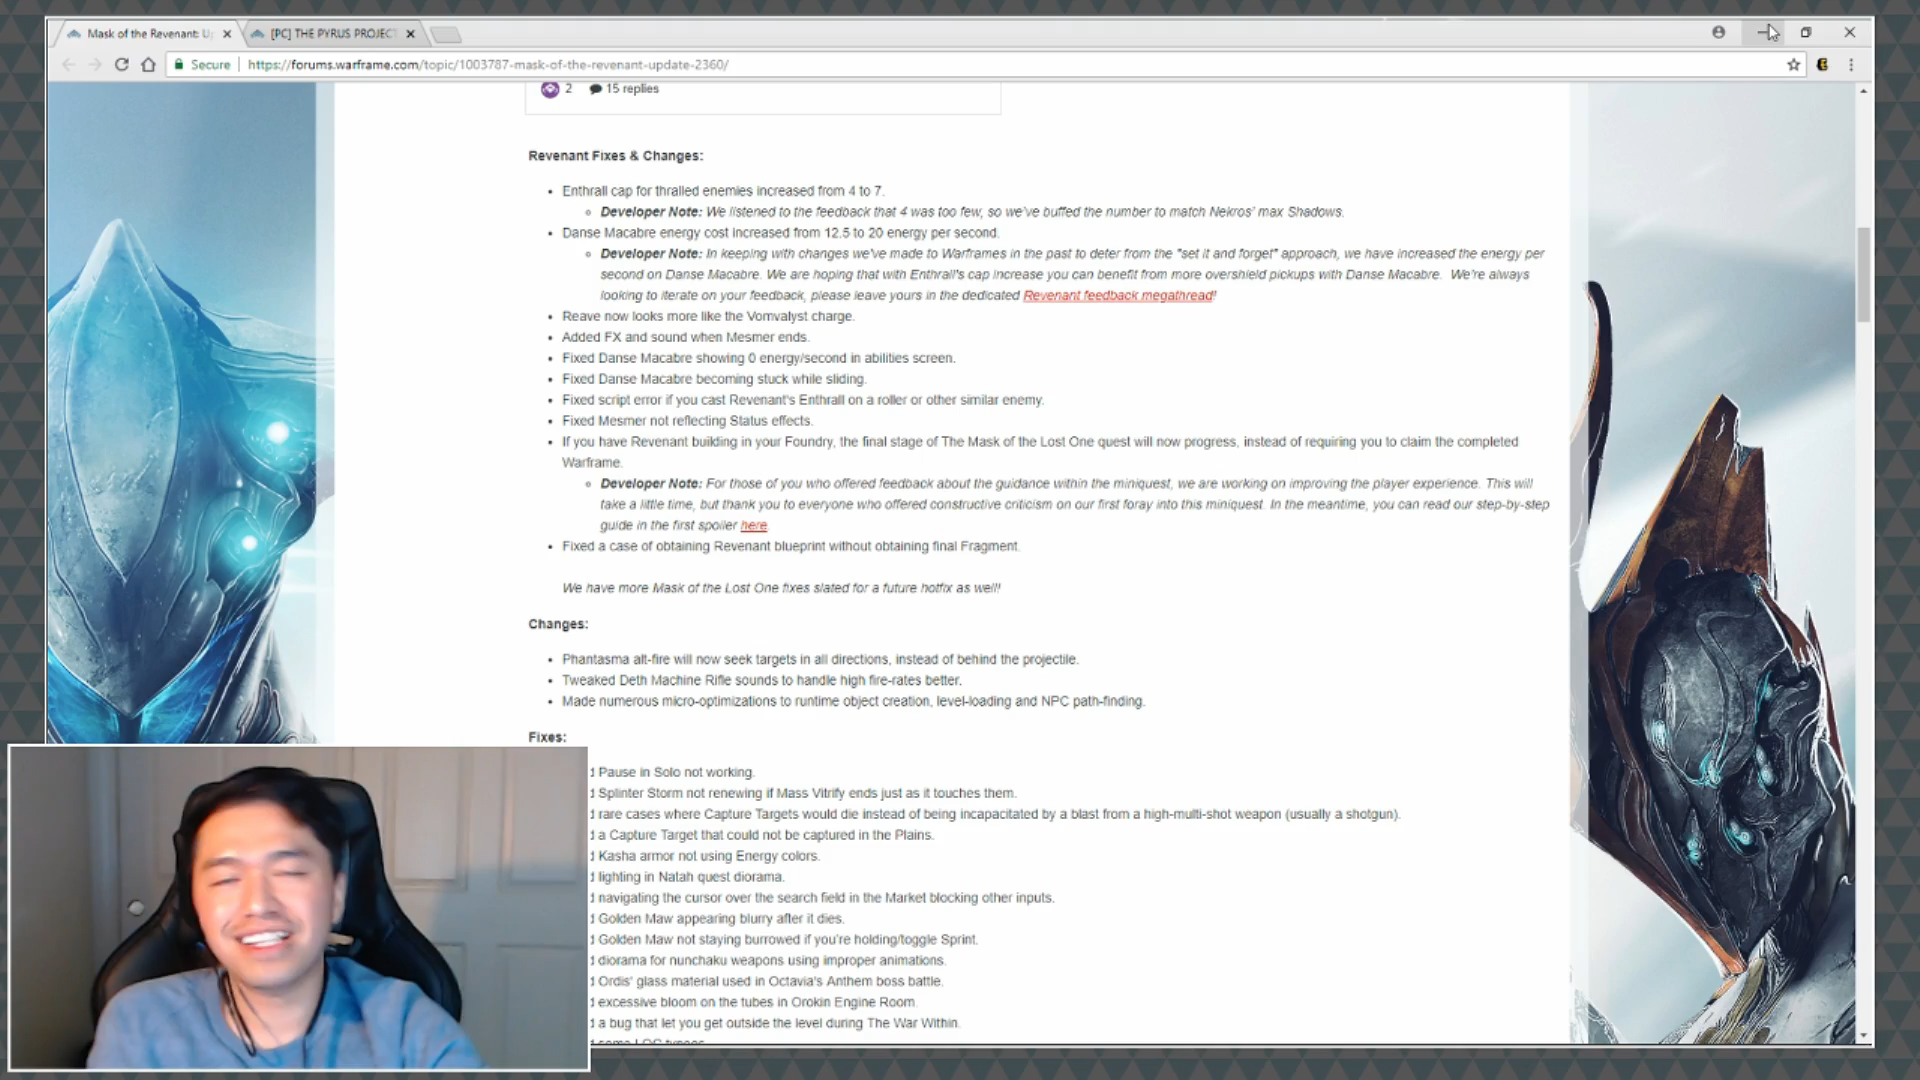 Mask of the Revenant: U
[PC] THE PYRUS PROJECT
Secure https://forums.warframe.com/topic/1003787-mask-of-the-revenant-update-2360/
2 15 replies
Revenant Fixes & Changes:
• Enthrall cap for thralled enemies increased from 4 to 7.
Developer Note: We listened to the feedback that 4 was too few, so we've buffed the number to match Nekros' max Shadows.
• Danse Macabre energy cost increased from 12.5 to 20 energy per second.
Developer Note: In keeping with changes we've made to Warframes in the past to deter from the "set it and forget" approach, we have increased the energy per
second on Danse Macabre. We are hoping that with Enthrall's cap increase you can benefit from more overshield pickups with Danse Macabre. We're always
looking to iterate on your feedback, please leave yours in the dedicated Revenant feedback megathread!
• Reave now looks more like the Vomvalyst charge.
• Added FX and sound when Mesmer ends.
• Fixed Danse Macabre showing 0 energy/second in abilities screen.
• Fixed Danse Macabre becoming stuck while sliding.
• Fixed script error if you cast Revenant's Enthrall on a roller or other similar enemy.
• Fixed Mesmer not reflecting Status effects.
• If you have Revenant building in your Foundry, the final stage of The Mask of the Lost One quest will now progress, instead of requiring you to claim the completed
Warframe.
Developer Note: For those of you who offered feedback about the guidance within the miniquest, we are working on improving the player experience. This will
take a little time, but thank you to everyone who offered constructive criticism on our first foray into this miniquest. In the meantime, you can read our step-by-step
guide in the first spoiler here.
• Fixed a case of obtaining Revenant blueprint without obtaining final Fragment.
We have more Mask of the Lost One fixes slated for a future hotfix as well!
Changes:
• Phantasma alt-fire will now seek targets in all directions, instead of behind the projectile.
• Tweaked Deth Machine Rifle sounds to handle high fire-rates better.
• Made numerous micro-optimizations to runtime object creation, level-loading and NPC path-finding.
Fixes:
d Pause in Solo not working.
d Splinter Storm not renewing if Mass Vitrify ends just as it touches them.
d rare cases where Capture Targets would die instead of being incapacitated by a blast from a high-multi-shot weapon (usually a shotgun).
d a Capture Target that could not be captured in the Plains.
d Kasha armor not using Energy colors.
d lighting in Natah quest diorama.
d navigating the cursor over the search field in the Market blocking other inputs.
d Golden Maw appearing blurry after it dies.
d Golden Maw not staying burrowed if you're holding/toggle Sprint.
d diorama for nunchaku weapons using improper animations.
d Ordis' glass material used in Octavia's Anthem boss battle.
d excessive bloom on the tubes in Orokin Engine Room.
d a bug that let you get outside the level during The War Within.